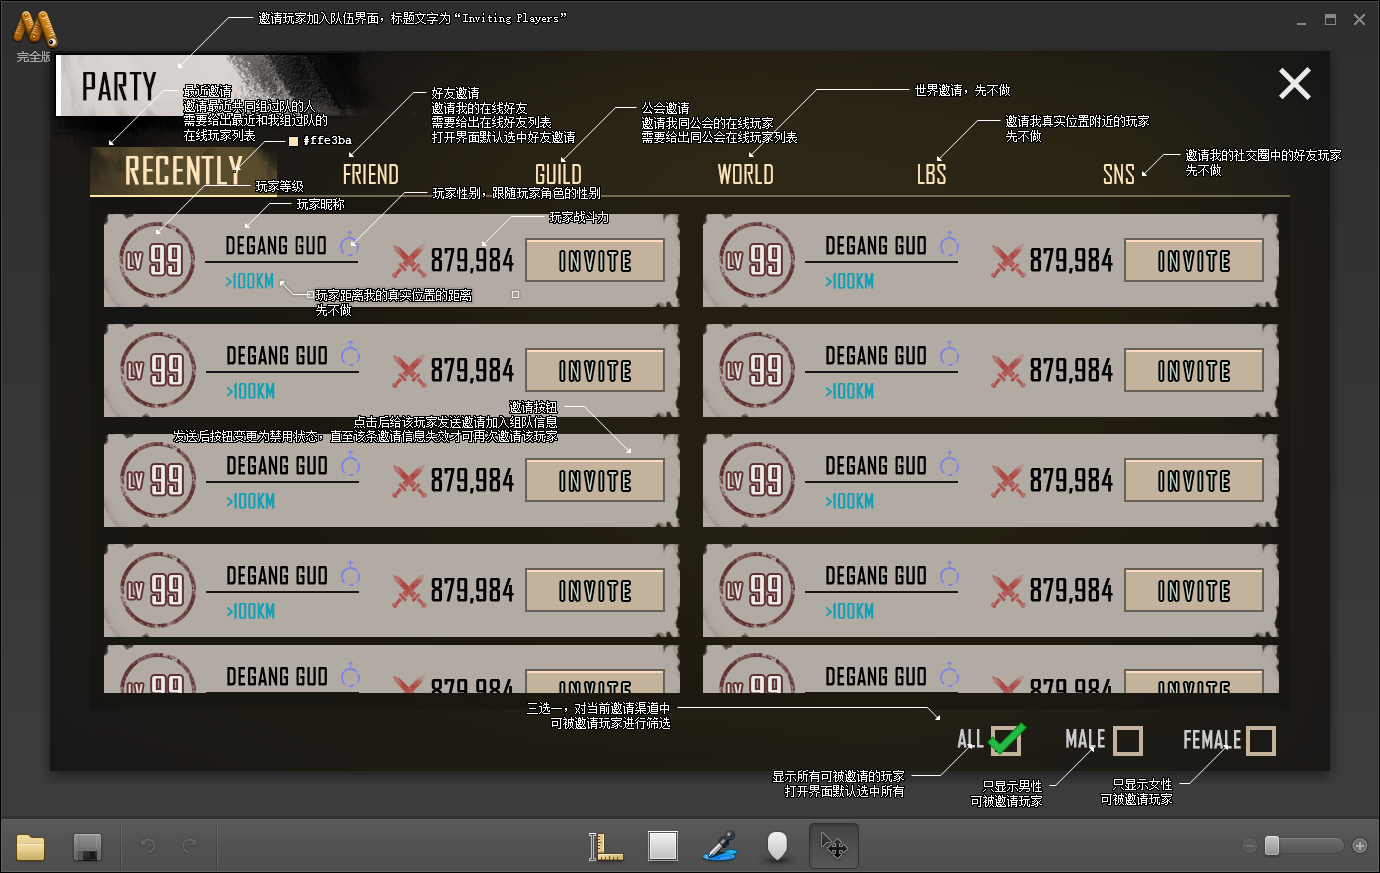 完全版
邀请玩家加入队伍界面，标题文字为“Inviting Players”
PARTY
最近邀请
邀请最近共同组过队的人
需要给出最近和我组过队的
在线玩家列表
#ffe3ba
好友邀请
邀请我的在线好友
需要给出在线好友列表
打开界面默认选中好友邀请
公会邀请
邀请我同公会的在线玩家
需要给出同公会在线玩家列表
世界邀请，先不做
邀请我真实位置附近的玩家
先不做
邀请我的社交圈中的好友玩家
先不做
RECENTLY
FRIEND
GUILD
WORLD
LBS
SNS
玩家等级
玩家昵称
玩家性别，跟随玩家角色的性别
玩家战斗力
LV 99
DEGANG GUO
>100KM
879,984
INVITE
LV 99
DEGANG GUO
>100KM
879,984
INVITE
玩家距离我的真实位置的距离
先不做
LV 99
DEGANG GUO
>100KM
879,984
INVITE
LV 99
DEGANG GUO
>100KM
879,984
INVITE
邀请按钮
点击后给该玩家发送邀请加入组队信息
发送后按钮变更为禁用状态，直至该条邀请信息失效才可再次邀请该玩家
LV 99
DEGANG GUO
>100KM
879,984
INVITE
LV 99
DEGANG GUO
>100KM
879,984
INVITE
LV 99
DEGANG GUO
>100KM
879,984
INVITE
LV 99
DEGANG GUO
>100KM
879,984
INVITE
LV 99
DEGANG GUO
879,984
INVITE
LV 99
DEGANG GUO
879,984
INVITE
三选一，对当前邀请渠道中
可被邀请玩家进行筛选
ALL
MALE
FEMALE
显示所有可被邀请的玩家
打开界面默认选中所有
只显示男性
可被邀请玩家
只显示女性
可被邀请玩家